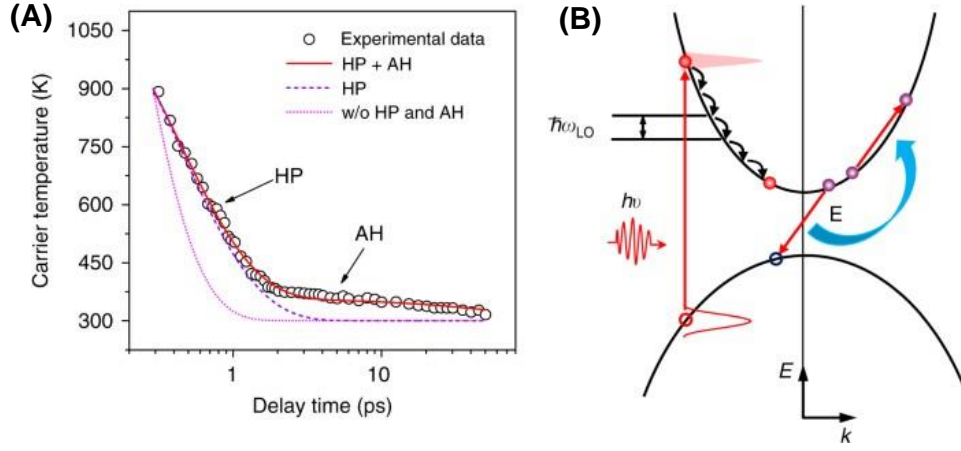 (A)
1050
900
750
600
450
300
Carrier temperature (K)
Experimental data
HP + AH
HP
w/o HP and AH
HP
AH
1
10
Delay time (ps)
(B)
ħω_LO
hυ
E
E
k